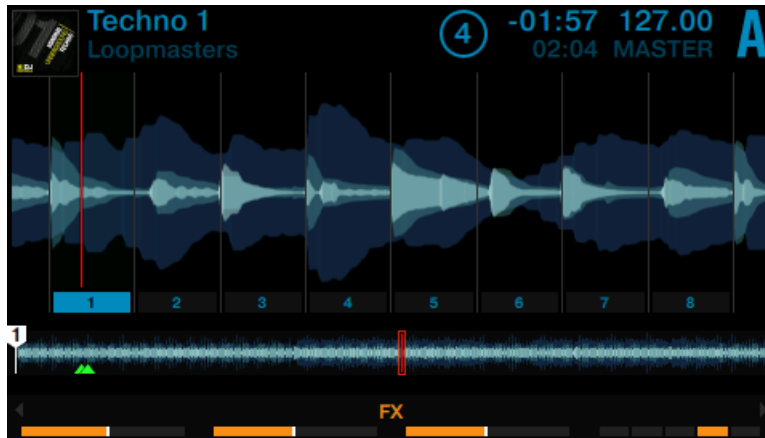 Techno 1
Loopmasters
4
-01:57 127.00
02:04 MASTER
A
1 2 3 4 5 6 7 8
1
FX